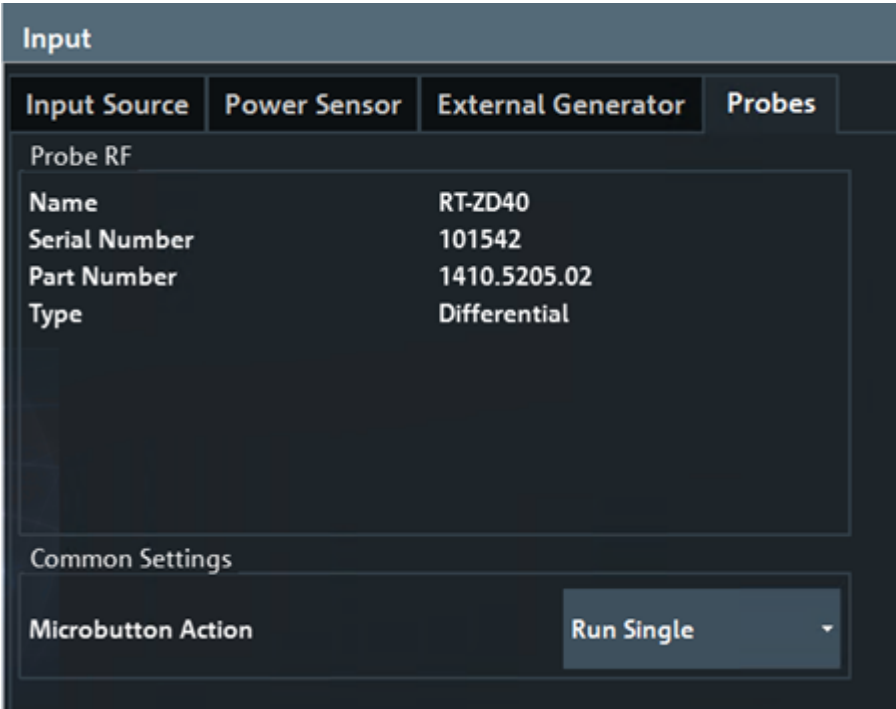 Input
Input Source Power Sensor External Generator Probes
Probe RF
Name RT-ZD40
Serial Number 101542
Part Number 1410.5205.02
Type Differential
Common Settings
Microbutton Action Run Single